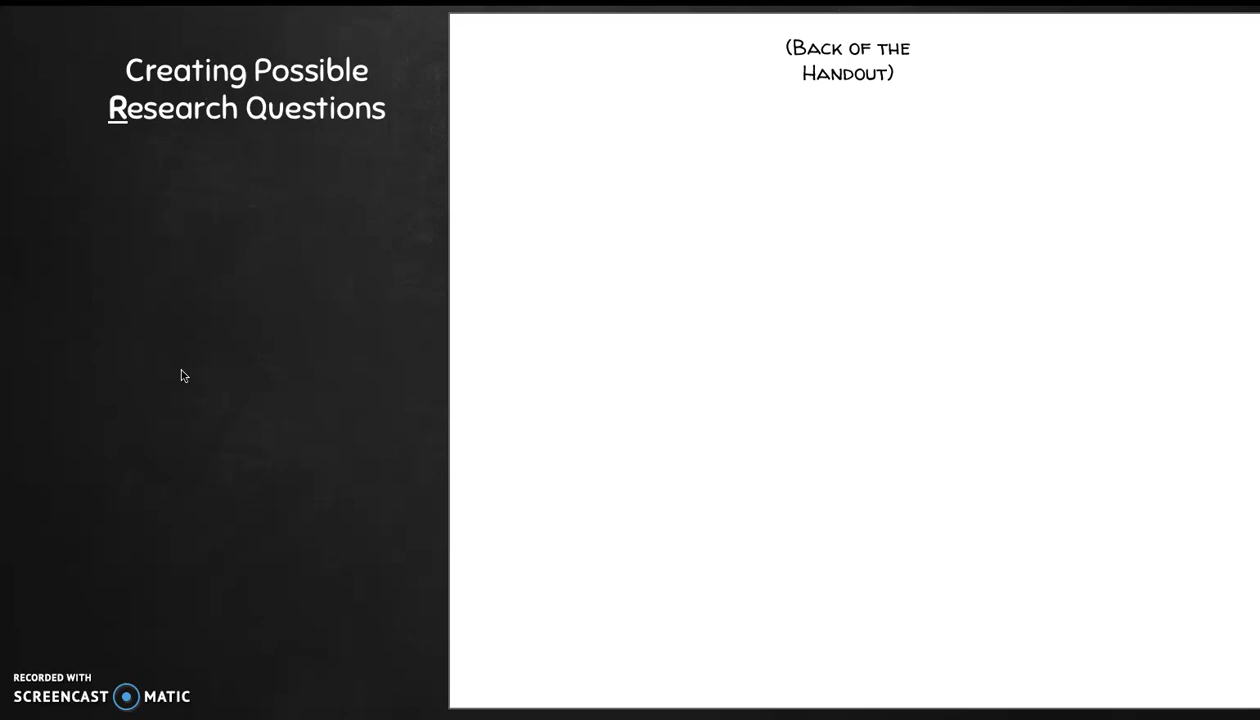 Creating Possible
Research Questions
(Back of the
Handout)
RECORDED WITH
SCREENCAST MATIC